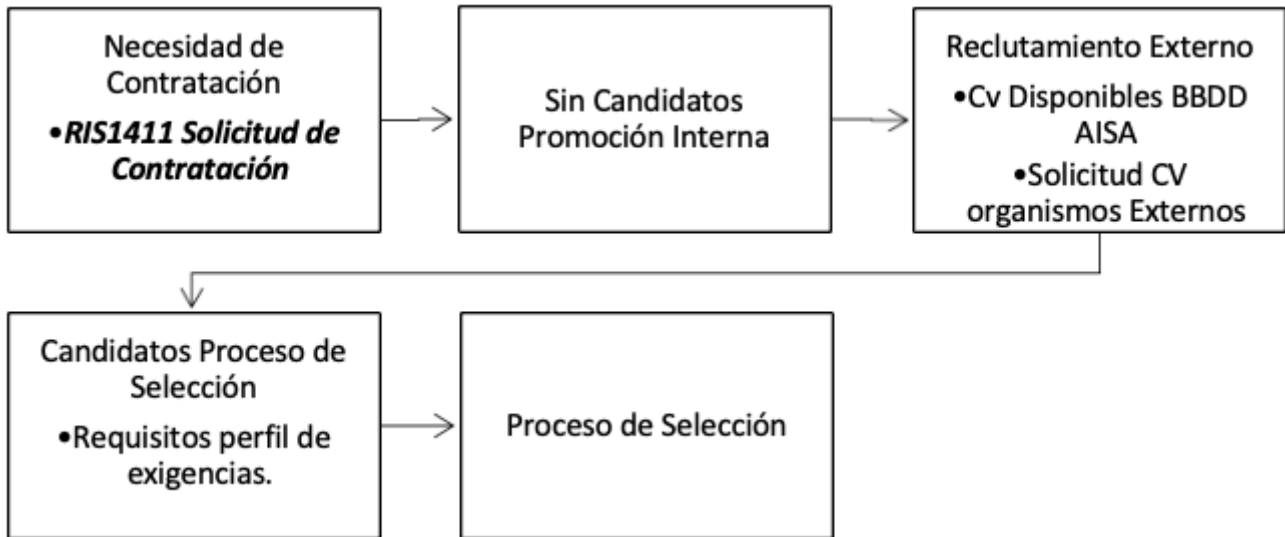 Necesidad de
Contratación
•RIS1411 Solicitud de
Contratación
Sin Candidatos
Promoción Interna
Reclutamiento Externo
•Cv Disponibles BBDD
AISA
•Solicitud CV
organismos Externos
Candidatos Proceso de
Selección
•Requisitos perfil de
exigencias.
Proceso de Selección